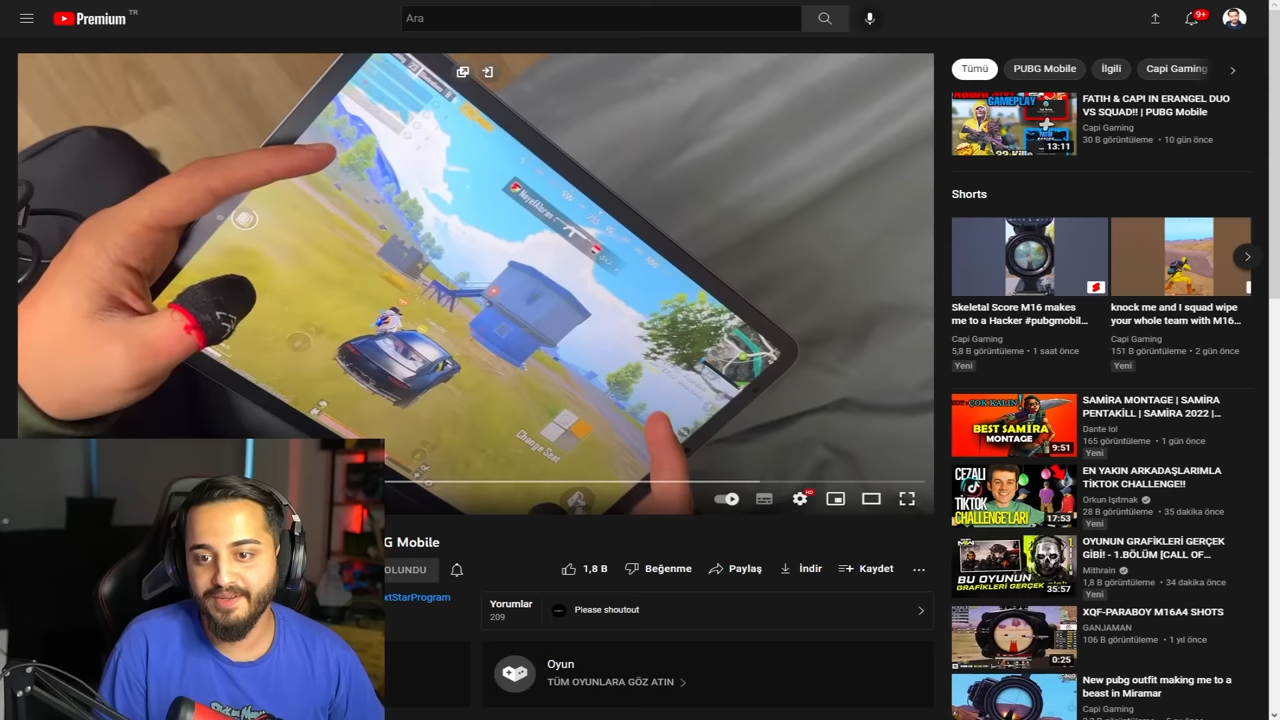 Premium TR
Ara
9+
Tümü
PUBG Mobile
İlgili
Capi Gaming
GAMEPLAY
13:11
FATIH & CAPI IN ERANGEL DUO
VS SQUAD!! | PUBG Mobile
Capi Gaming
30 B görüntüleme • 10 gün önce
Shorts
Skeletal Score M16 makes
me to a Hacker #pubgmobil...
Capi Gaming
5,8 B görüntüleme • 1 saat önce
Yeni
knock me and I squad wipe
your whole team with M16...
Capi Gaming
151 B görüntüleme • 2 gün önce
Yeni
ÇOK KALIN!
BEST SAMİRA
MONTAGE
9:51
SAMİRA MONTAGE | SAMİRA
PENTAKİLL | SAMİRA 2022 |...
Dante lol
165 görüntüleme • 1 gün önce
Yeni
CEZALI
TİKTOK
CHALLENGE'LARI
17:53
EN YAKIN ARKADAŞLARIMLA
TİKTOK CHALLENGE!!
Orkun Işıtmak
28 B görüntüleme • 35 dakika önce
Yeni
BU OYUNUN
GRAFİKLERİ GERÇEK
35:57
OYUNUN GRAFİKLERİ GERÇEK
GİBİ! - 1.BÖLÜM [CALL OF...
Mithrain
1,8 B görüntüleme • 34 dakika önce
Yeni
0:25
XQF-PARABOY M16A4 SHOTS
GANJAMAN
106 B görüntüleme • 1 yıl önce
New pubg outfit making me to a
beast in Miramar
Capi Gaming
Change Seat
HD
G Mobile
OLUNDU
1,8 B
Beğenme
Paylaş
İndir
Kaydet
xtStarProgram
Yorumlar
209
Please shoutout
Oyun
TÜM OYUNLARA GÖZ ATIN